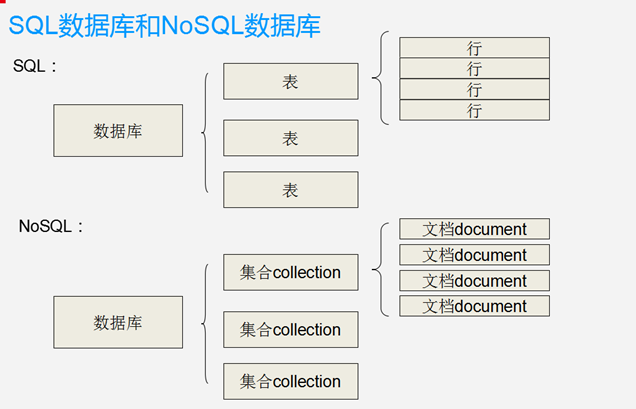 SQL数据库和NoSQL数据库
SQL：
数据库
表
表
表
行
行
行
行
NoSQL：
数据库
集合collection
集合collection
集合collection
文档document
文档document
文档document
文档document